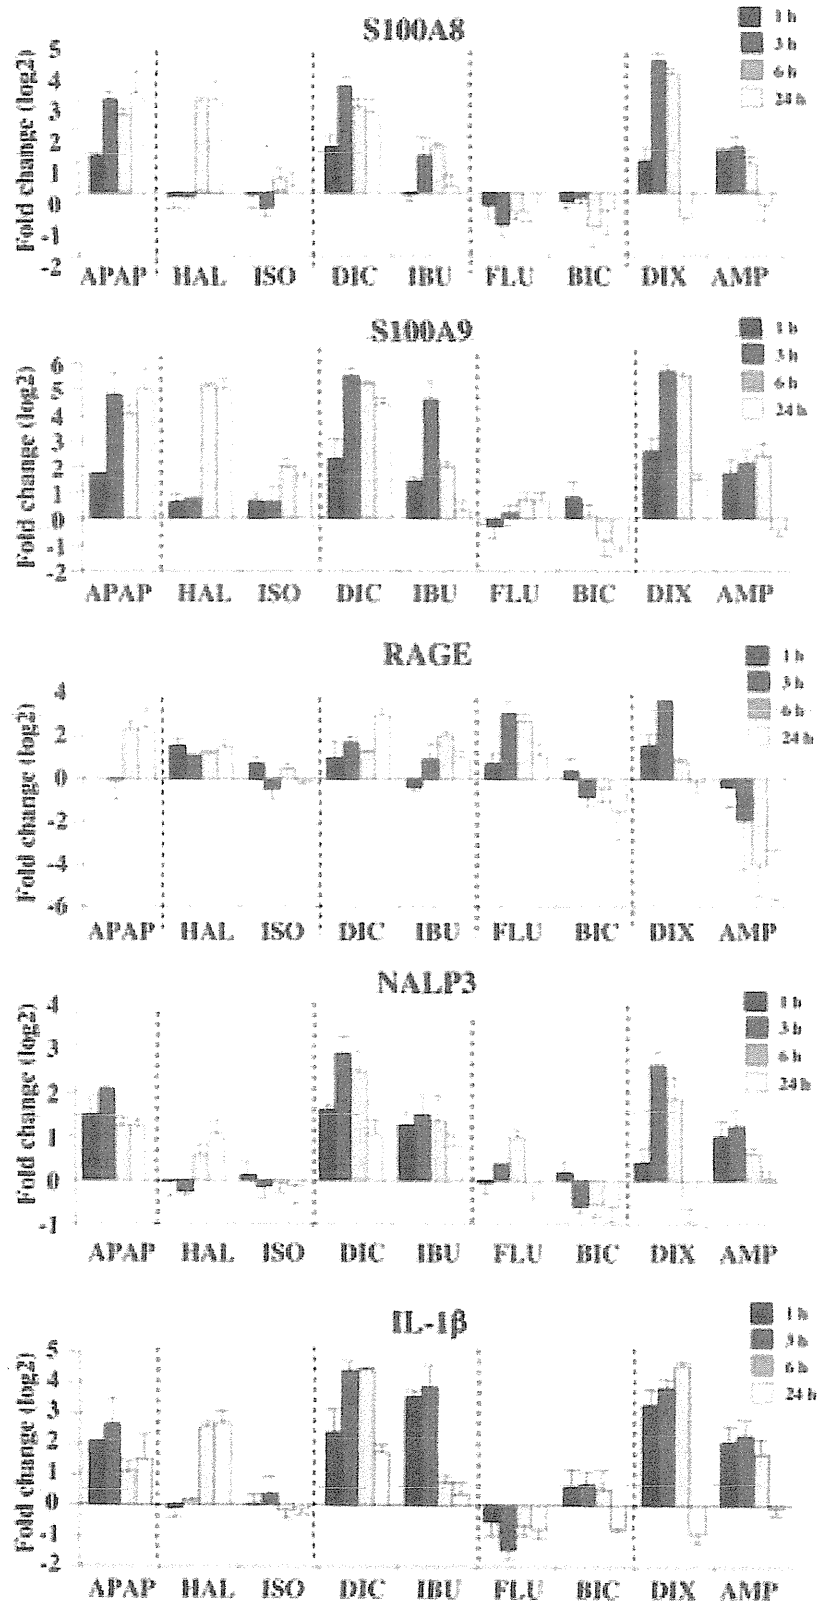 S100A8
1 h
3 h
6 h
24 h
Fold change (log2)
5
4
3
2
1
0
-1
-2
APAP HAL ISO DIC IBU FLU BIC DIX AMP
S100A9
1 h
3 h
6 h
24 h
Fold change (log2)
6
5
4
3
2
1
0
-2
APAP HAL ISO DIC IBU FLU BIC DIX AMP
RAGE
1 h
3 h
6 h
24 h
Fold change (log2)
4
2
0
-2
-4
-6
APAP HAL ISO DIC IBU FLU BIC DIX AMP
NALP3
1 h
3 h
6 h
24 h
Fold change (log2)
4
3
2
1
0
-1
APAP HAL ISO DIC IBU FLU BIC DIX AMP
IL-1β
1 h
3 h
6 h
24 h
Fold change (log2)
5
4
3
2
1
0
-1
-2
APAP HAL ISO DIC IBU FLU BIC DIX AMP